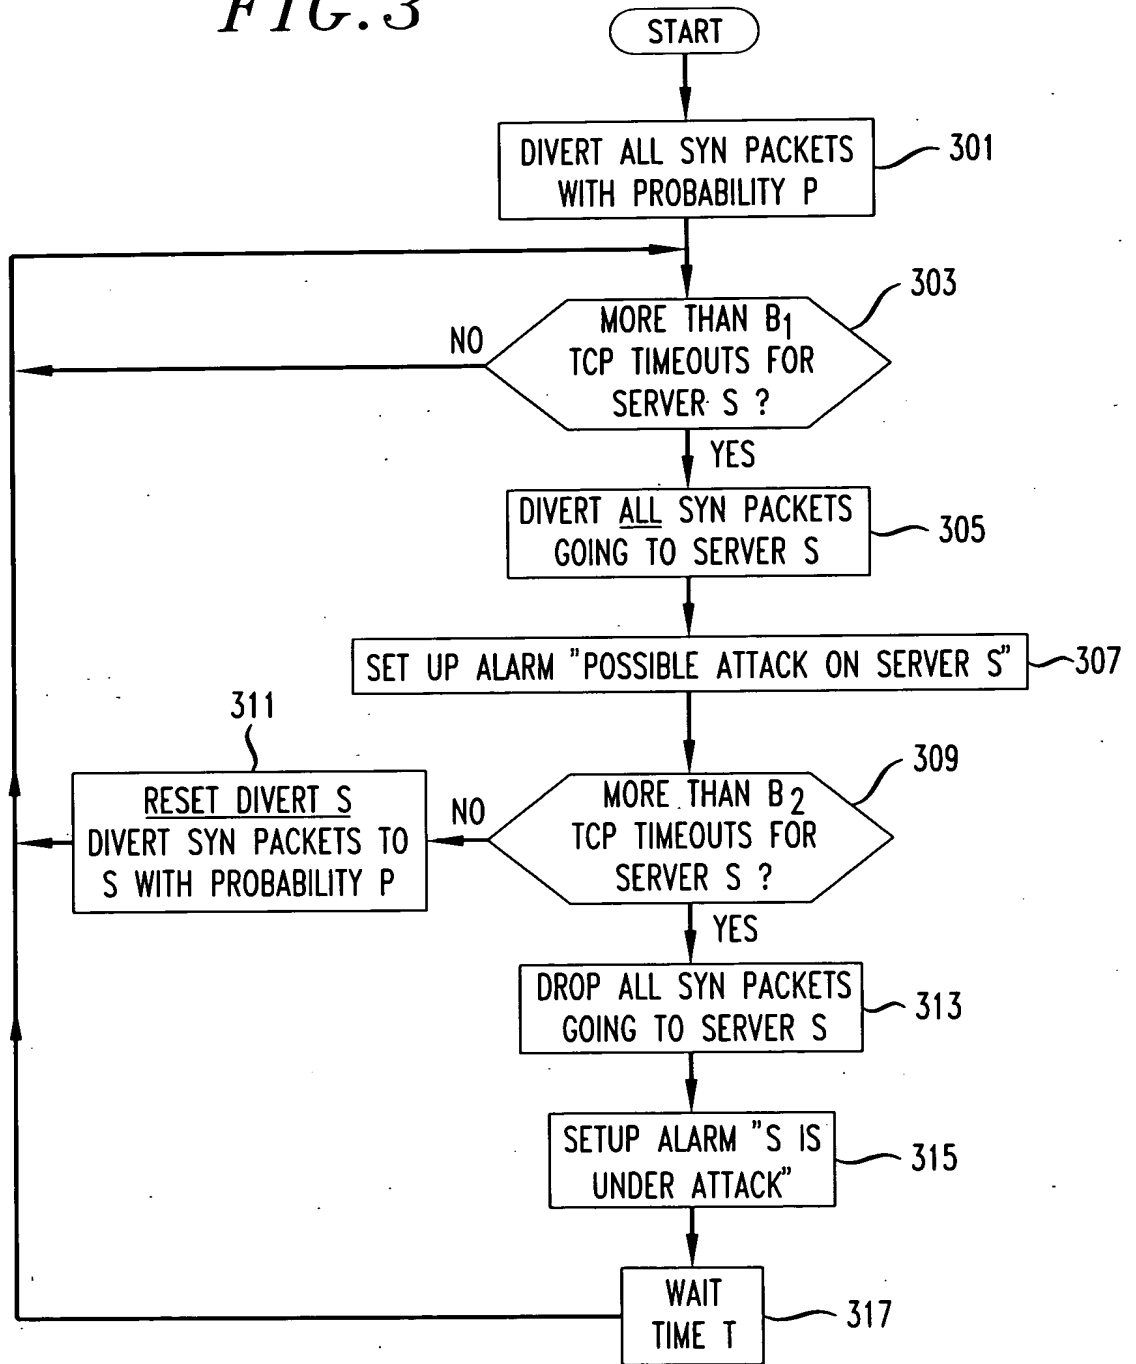 FIG. 3
START
DIVERT ALL SYN PACKETS
WITH PROBABILITY P
301
303
MORE THAN B1
TCP TIMEOUTS FOR
SERVER S ?
NO
YES
DIVERT ALL SYN PACKETS
GOING TO SERVER S
305
SET UP ALARM "POSSIBLE ATTACK ON SERVER S"
307
311
RESET DIVERT S
DIVERT SYN PACKETS TO
S WITH PROBABILITY P
NO
309
MORE THAN B2
TCP TIMEOUTS FOR
SERVER S ?
YES
DROP ALL SYN PACKETS
GOING TO SERVER S
313
SETUP ALARM "S IS
UNDER ATTACK"
315
WAIT
TIME T
317